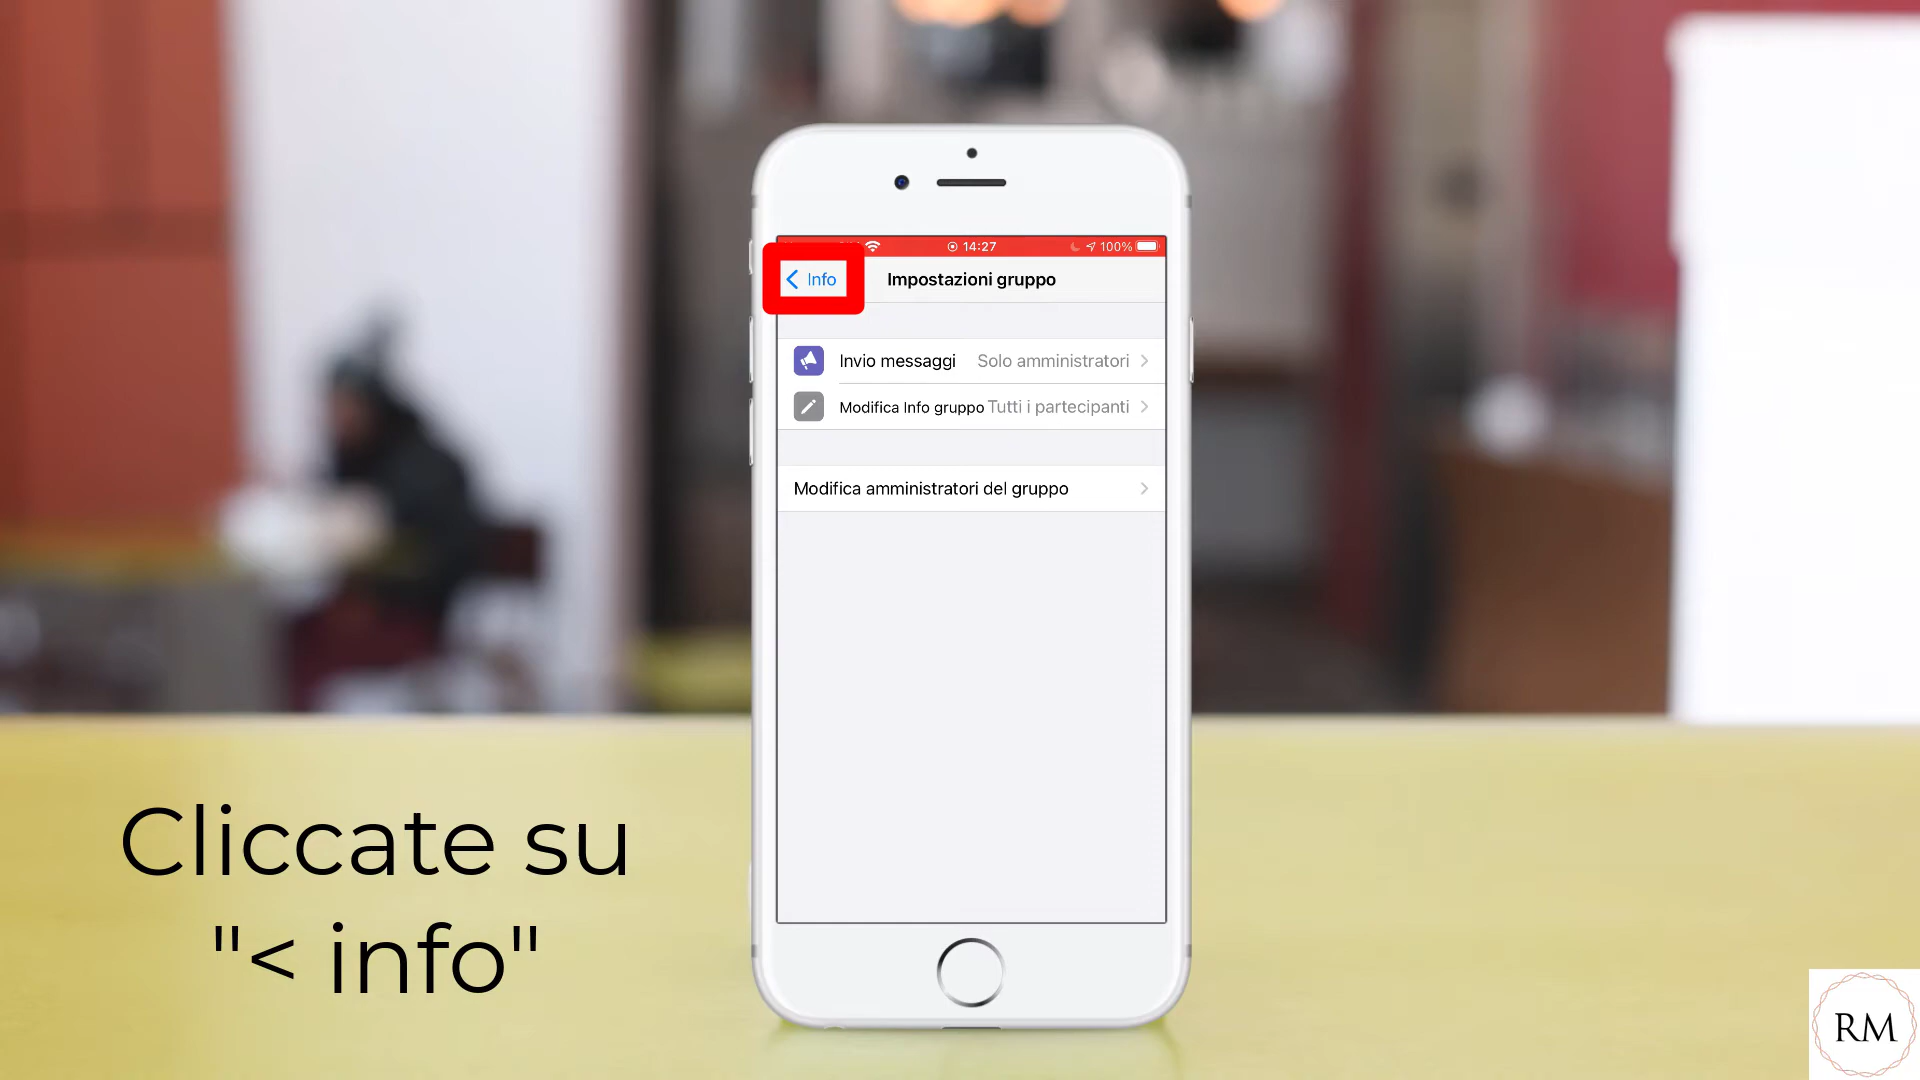 14:27
100%
Info
Impostazioni gruppo
Invio messaggi Solo amministratori
Modifica Info gruppo Tutti i partecipanti
Modifica amministratori del gruppo
Cliccate su
"< info"
RM